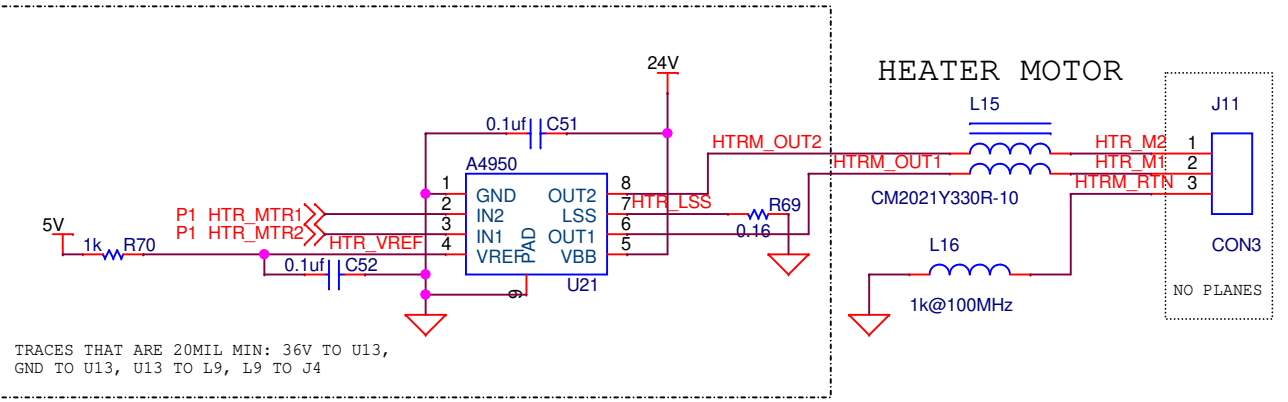 24V
HEATER MOTOR
L15
J11
0.1uf
C51
HTRM_OUT2
HTR_M2
1
A4950
HTRM_OUT1
HTR_M1
2
HTRM_RTN
3
1
GND
OUT2
8
HTR_LSS
CM2021Y330R-10
P1 HTR_MTR1
2
IN2
LSS
7
R69
0.16
P1 HTR_MTR2
3
IN1
OUT1
6
5V
1k
R70
HTR_VREF
4
VREF
PAD
VBB
5
L16
CON3
0.1uf
C52
U21
9
1k@100MHz
NO PLANES
TRACES THAT ARE 20MIL MIN: 36V TO U13,
GND TO U13, U13 TO L9, L9 TO J4